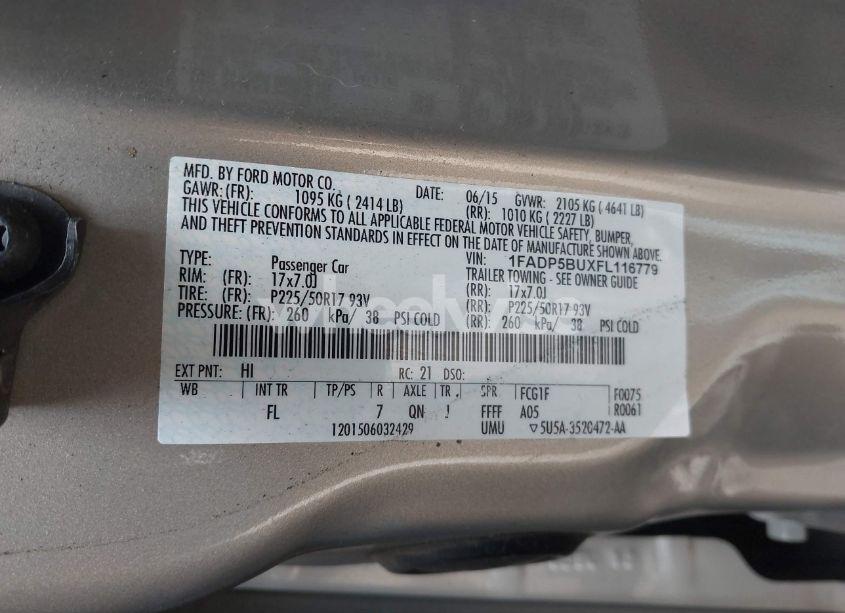 MFD. BY FORD MOTOR CO. DATE: 06/15 GVWR: 2105 KG ( 4641 LB)
GAWR: (FR): 1095 KG ( 2414 LB) (RR): 1010 KG ( 2227 LB)
THIS VEHICLE CONFORMS TO ALL APPLICABLE FEDERAL MOTOR VEHICLE SAFETY, BUMPER,
AND THEFT PREVENTION STANDARDS IN EFFECT ON THE DATE OF MANUFACTURE SHOWN ABOVE.
VIN: 1FADP5BUXFL116779
TYPE: Passenger Car TRAILER TOWING - SEE OWNER GUIDE
RIM: (FR): 17x7.0J (RR): 17x7.0J
TIRE: (FR): P225/50R17 93V (RR): P225/50R17 93V
PRESSURE: (FR): 260 kPa/ 38 PSI COLD (RR): 260 kPa/ 38 PSI COLD
EXT PNT: HI RC: 21 DSO:
WB INT TR TP/PS R AXLE TR SPR FCG1F F0075
FL 7 QN J FFFF A05 R0061
1201506032429 UMU ▽5U5A-3520472-AA